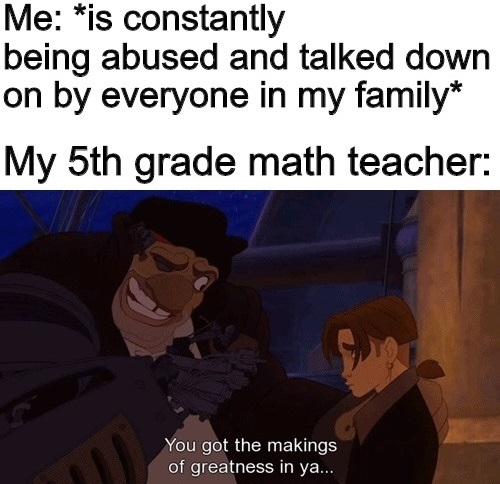 Me: *is constantly
being abused and talked down
on by everyone in my family*
My 5th grade math teacher:
You got the makings
of greatness in ya...